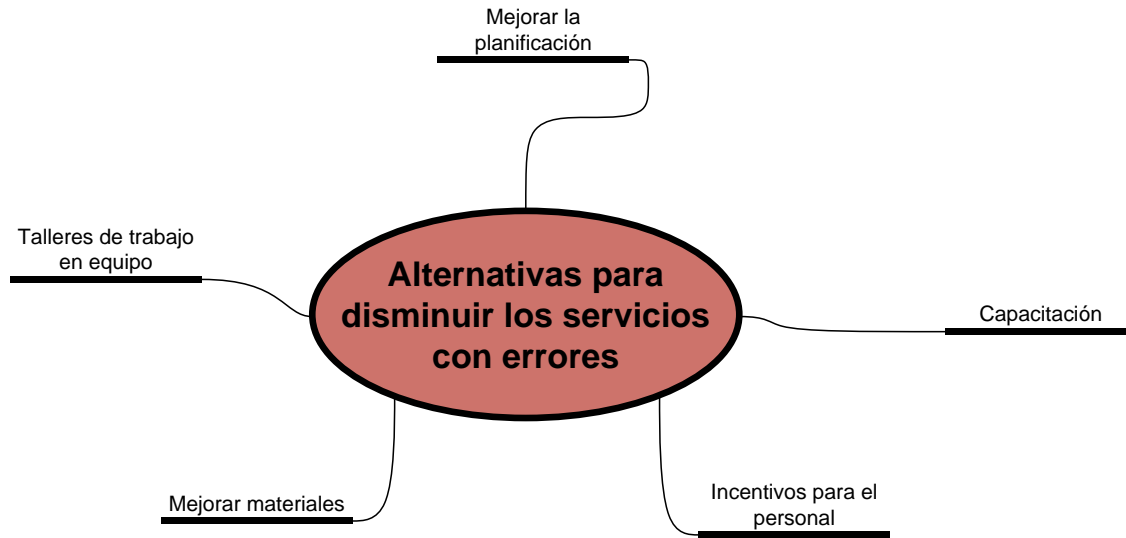 Mejorar la
planificación
Talleres de trabajo
en equipo
Alternativas para
disminuir los servicios
con errores
Capacitación
Mejorar materiales
Incentivos para el
personal